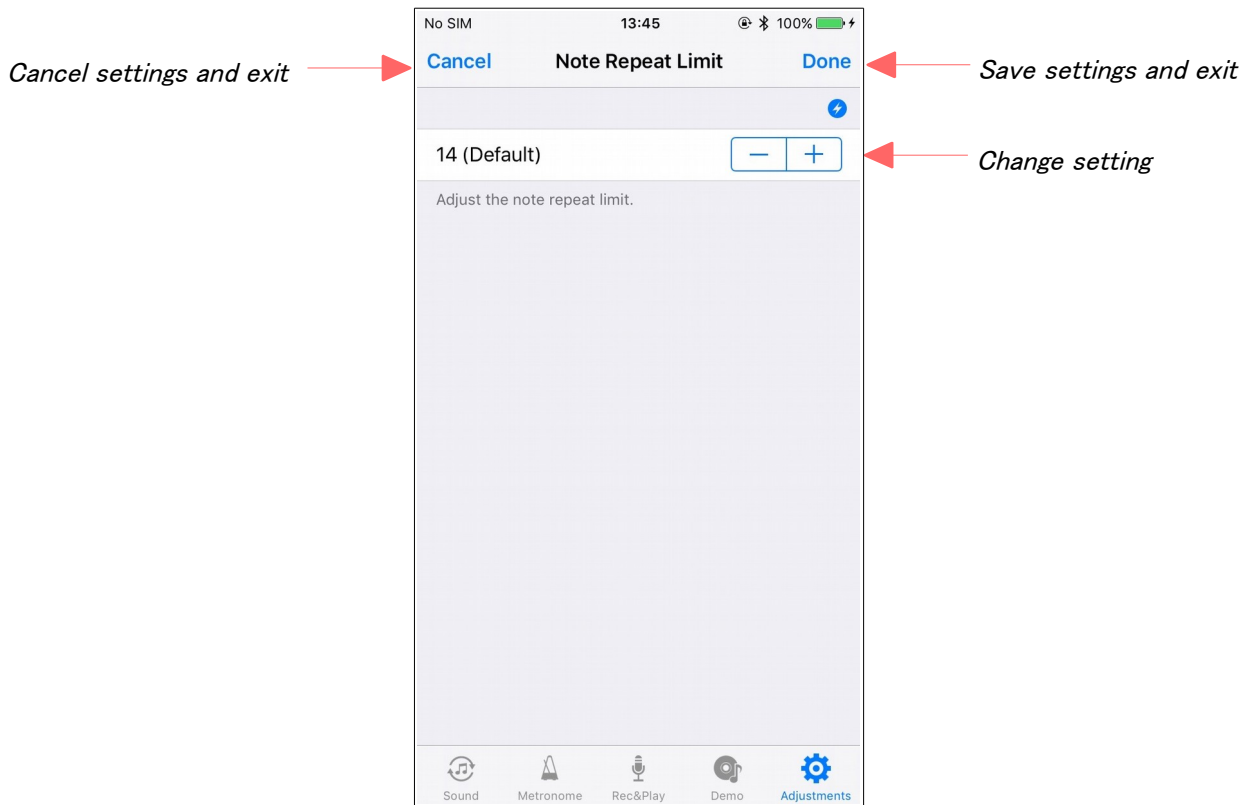 No SIM 13:45 100%
Cancel Note Repeat Limit Done
Cancel settings and exit
Save settings and exit
14 (Default) − +
Change setting
Adjust the note repeat limit.
Sound Metronome Rec&Play Demo Adjustments